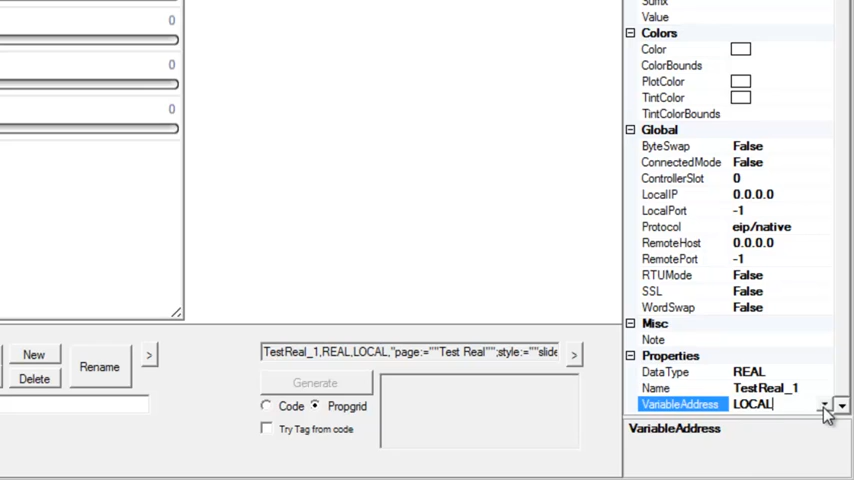 0
0
0
Suffix
Value
Colors
Color
ColorBounds
PlotColor
TintColor
TintColorBounds
Global
ByteSwap False
ConnectedMode False
ControllerSlot 0
LocalIP 0.0.0.0
LocalPort -1
Protocol eip/native
RemoteHost 0.0.0.0
RemotePort -1
RTUMode False
SSL False
WordSwap False
Misc
Note
Properties
DataType REAL
Name TestReal_1
VariableAddress LOCAL
VariableAddress
New
Delete
Rename
>
TestReal_1,REAL,LOCAL,"page:=""Test Real"";style:=""slide
>
Generate
Code Propgrid
Try Tag from code